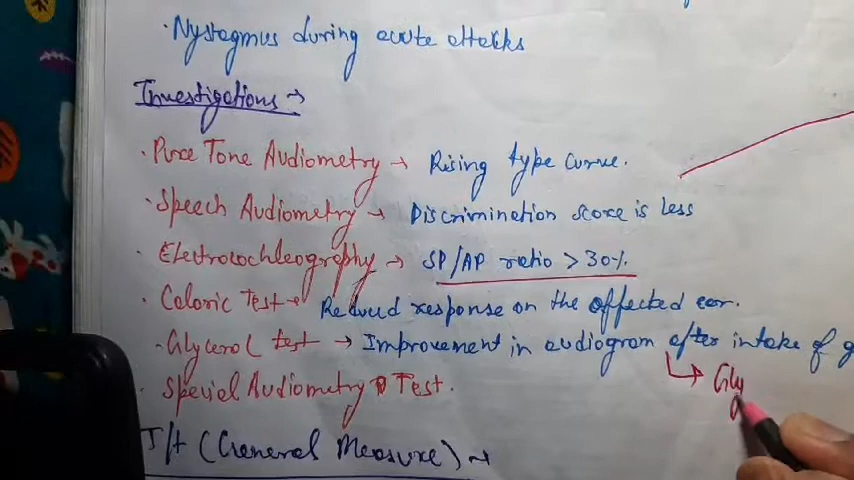 • Nystagmus during acute attacks
Investigations →
• Pure Tone Audiometry → Rising type Curve.
• Speech Audiometry → Discrimination score is less
• Electrocochleography → SP/AP ratio > 30%.
• Caloric Test → Reduced response on the affected ear.
• Glycerol test → Improvement in audiogram after intake of g
↳ Gly
• Special Audiometry Test.
T/t (General Measure) →